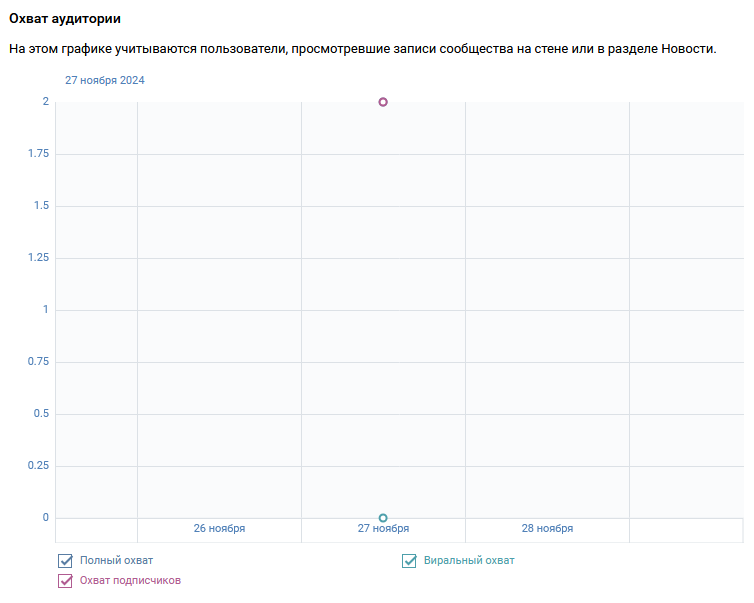 Охват аудитории
На этом графике учитываются пользователи, просмотревшие записи сообщества на стене или в разделе Новости.
27 ноября 2024
2
1.75
1.5
1.25
1
0.75
0.5
0.25
0
26 ноября 27 ноября 28 ноября
Полный охват Виральный охват
Охват подписчиков